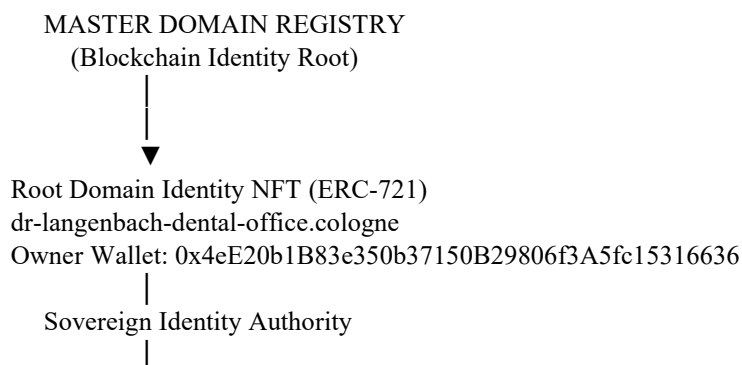 MASTER DOMAIN REGISTRY
(Blockchain Identity Root)
Root Domain Identity NFT (ERC-721)
dr-langenbach-dental-office.cologne
Owner Wallet: 0x4eE20b1B83e350b37150B29806f3A5fc15316636
Sovereign Identity Authority